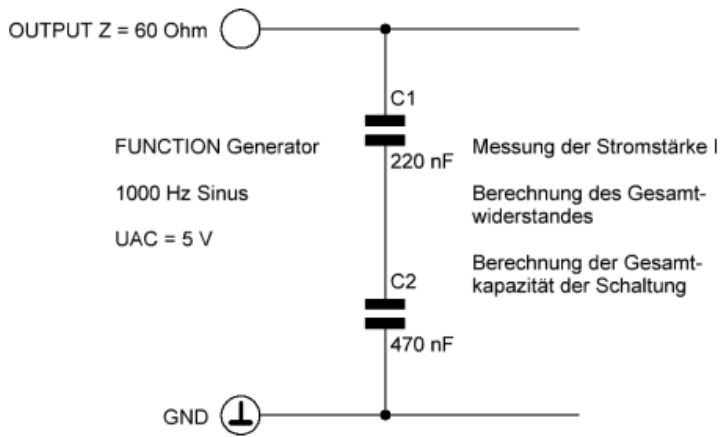 OUTPUT Z = 60 Ohm
C1
220 nF
FUNCTION Generator
1000 Hz Sinus
UAC = 5 V
Messung der Stromstärke I
Berechnung des Gesamt-
widerstandes
Berechnung der Gesamt-
kapazität der Schaltung
C2
470 nF
GND